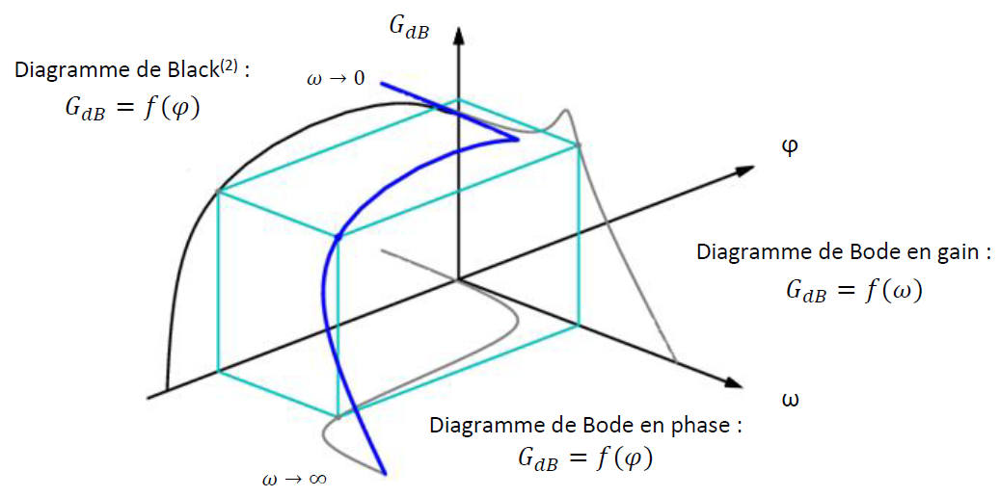 G_dB
Diagramme de Black⁽²⁾ :
G_dB = f(φ)
ω → 0
φ
Diagramme de Bode en gain :
G_dB = f(ω)
ω
Diagramme de Bode en phase :
G_dB = f(φ)
ω → ∞